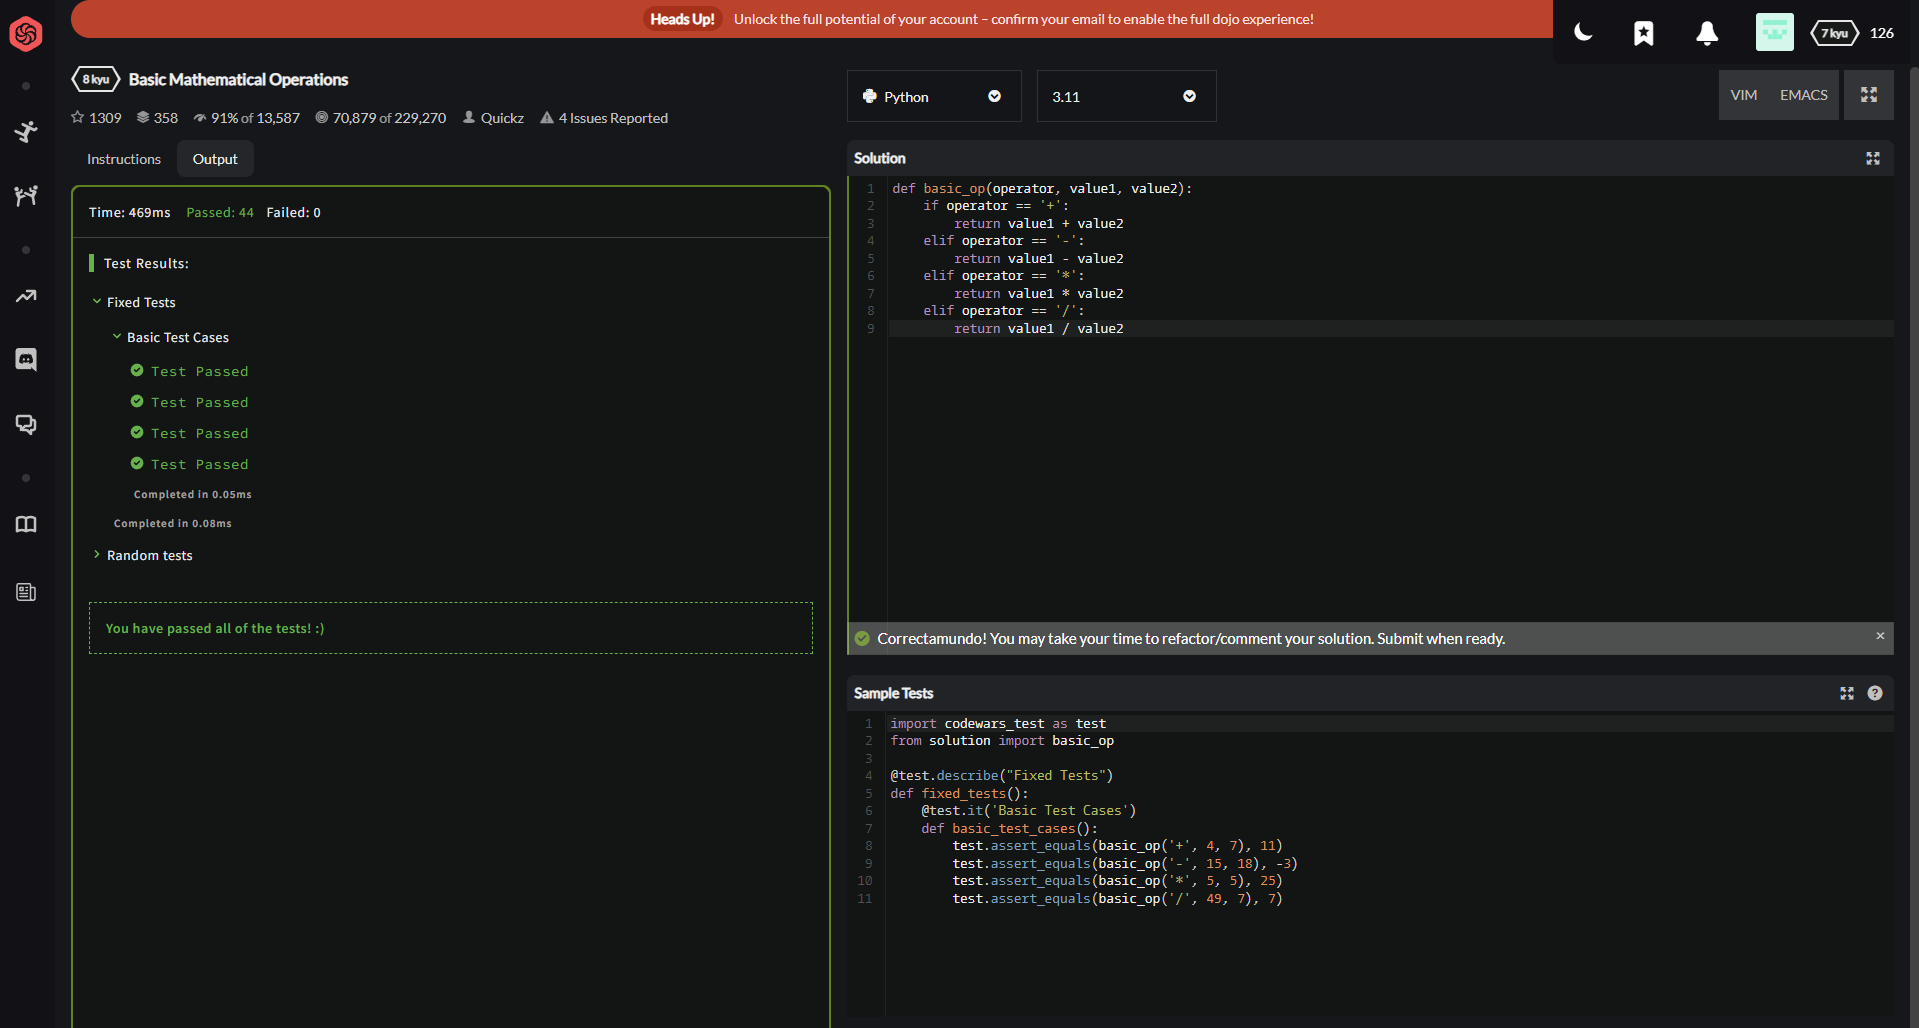 Heads Up! Unlock the full potential of your account – confirm your email to enable the full dojo experience!
7 kyu 126
8 kyu Basic Mathematical Operations
1309 358 91% of 13,587 70,879 of 229,270 Quickz 4 Issues Reported
Instructions Output
Time: 469ms Passed: 44 Failed: 0
Test Results:
Fixed Tests
Basic Test Cases
Test Passed
Test Passed
Test Passed
Test Passed
Completed in 0.05ms
Completed in 0.08ms
Random tests
You have passed all of the tests! :)
Python 3.11 VIM EMACS
Solution
1 def basic_op(operator, value1, value2):
2     if operator == '+':
3         return value1 + value2
4     elif operator == '-':
5         return value1 - value2
6     elif operator == '*':
7         return value1 * value2
8     elif operator == '/':
9         return value1 / value2
Correctamundo! You may take your time to refactor/comment your solution. Submit when ready. ×
Sample Tests ?
1 import codewars_test as test
2 from solution import basic_op
3
4 @test.describe("Fixed Tests")
5 def fixed_tests():
6     @test.it('Basic Test Cases')
7     def basic_test_cases():
8         test.assert_equals(basic_op('+', 4, 7), 11)
9         test.assert_equals(basic_op('-', 15, 18), -3)
10         test.assert_equals(basic_op('*', 5, 5), 25)
11         test.assert_equals(basic_op('/', 49, 7), 7)